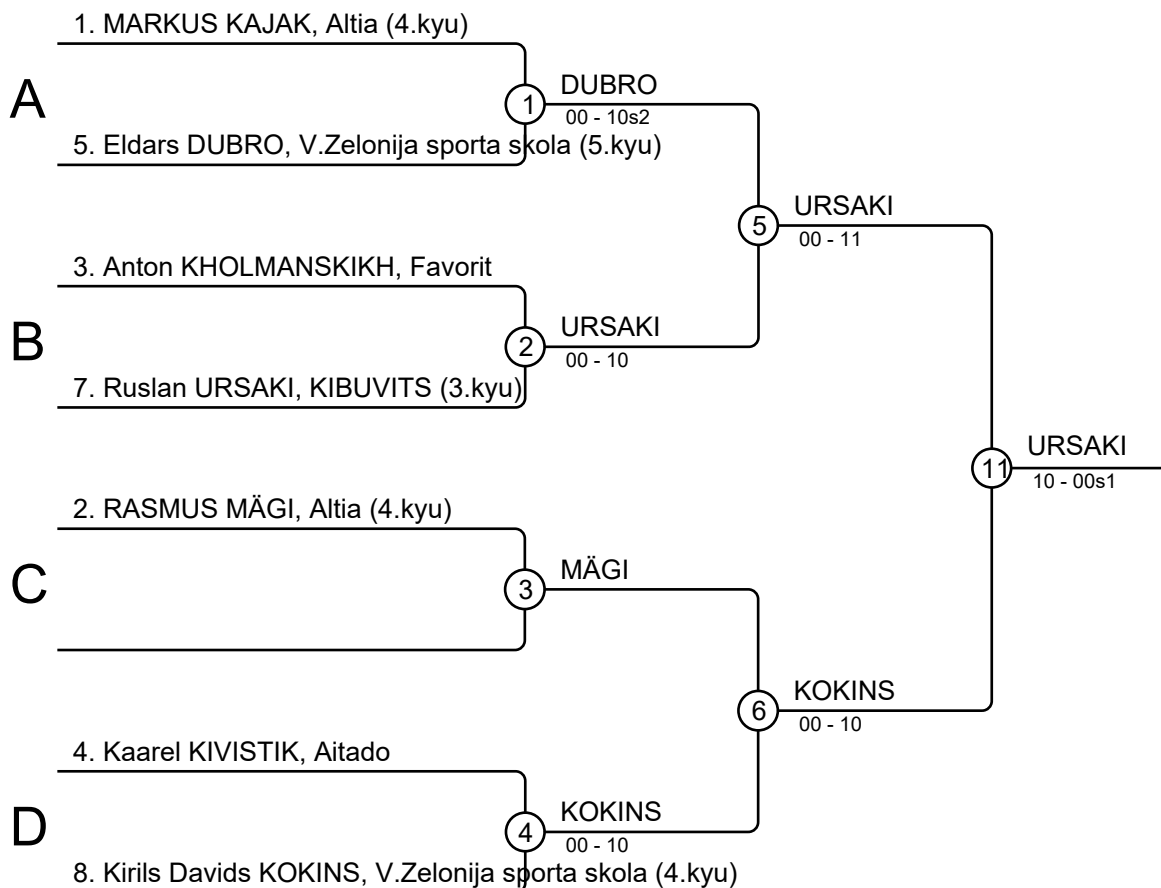 1. MARKUS KAJAK, Altia (4.kyu)
A
1
DUBRO
00 - 10s2
5. Eldars DUBRO, V.Zelonija sporta skola (5.kyu)
5
URSAKI
00 - 11
3. Anton KHOLMANSKIKH, Favorit
B
2
URSAKI
00 - 10
7. Ruslan URSAKI, KIBUVITS (3.kyu)
11
URSAKI
10 - 00s1
2. RASMUS MÄGI, Altia (4.kyu)
C
3
MÄGI
6
KOKINS
00 - 10
4. Kaarel KIVISTIK, Aitado
D
4
KOKINS
00 - 10
8. Kirils Davids KOKINS, V.Zelonija sporta skola (4.kyu)